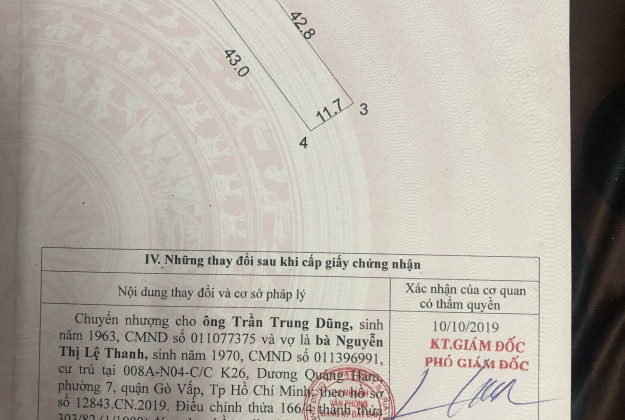 42.8
43.0
11.7
3
4
IV. Những thay đổi sau khi cấp giấy chứng nhận
Nội dung thay đổi và cơ sở pháp lý
Xác nhận của cơ quan
có thẩm quyền
Chuyển nhượng cho ông Trần Trung Dũng, sinh
năm 1963, CMND số 011077375 và vợ là bà Nguyễn
Thị Lệ Thanh, sinh năm 1970, CMND số 011396991,
cư trú tại 008A-N04-C/C K26, Dương Quảng Hàm,
phường 7, quận Gò Vấp, Tp Hồ Chí Minh; theo hồ sơ
số 12843.CN.2019. Điều chỉnh thửa 166/4 thành thửa
10/10/2019
KT.GIÁM ĐỐC
PHÓ GIÁM ĐỐC